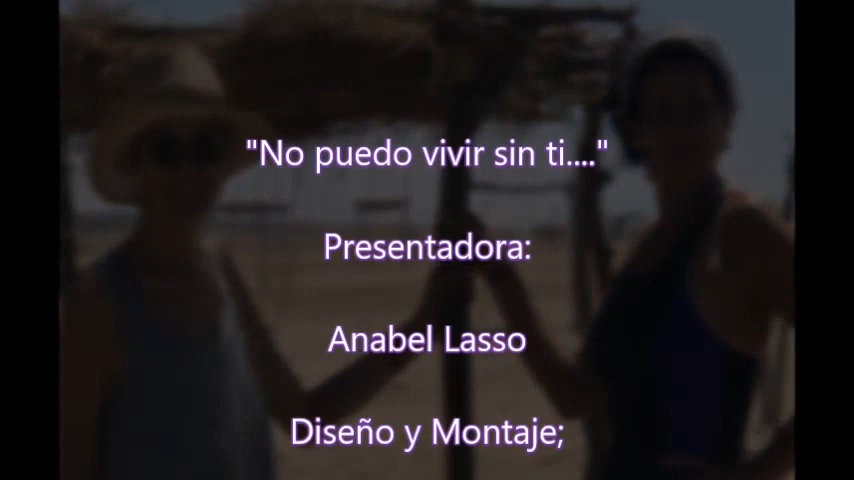 "No puedo vivir sin ti...."
Presentadora:
Anabel Lasso
Diseño y Montaje;